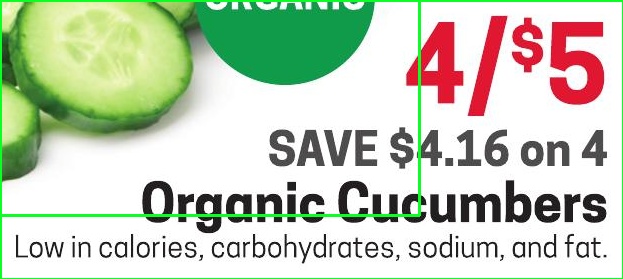 ORGANIC
4/$5
SAVE $4.16 on 4
Organic Cucumbers
Low in calories, carbohydrates, sodium, and fat.